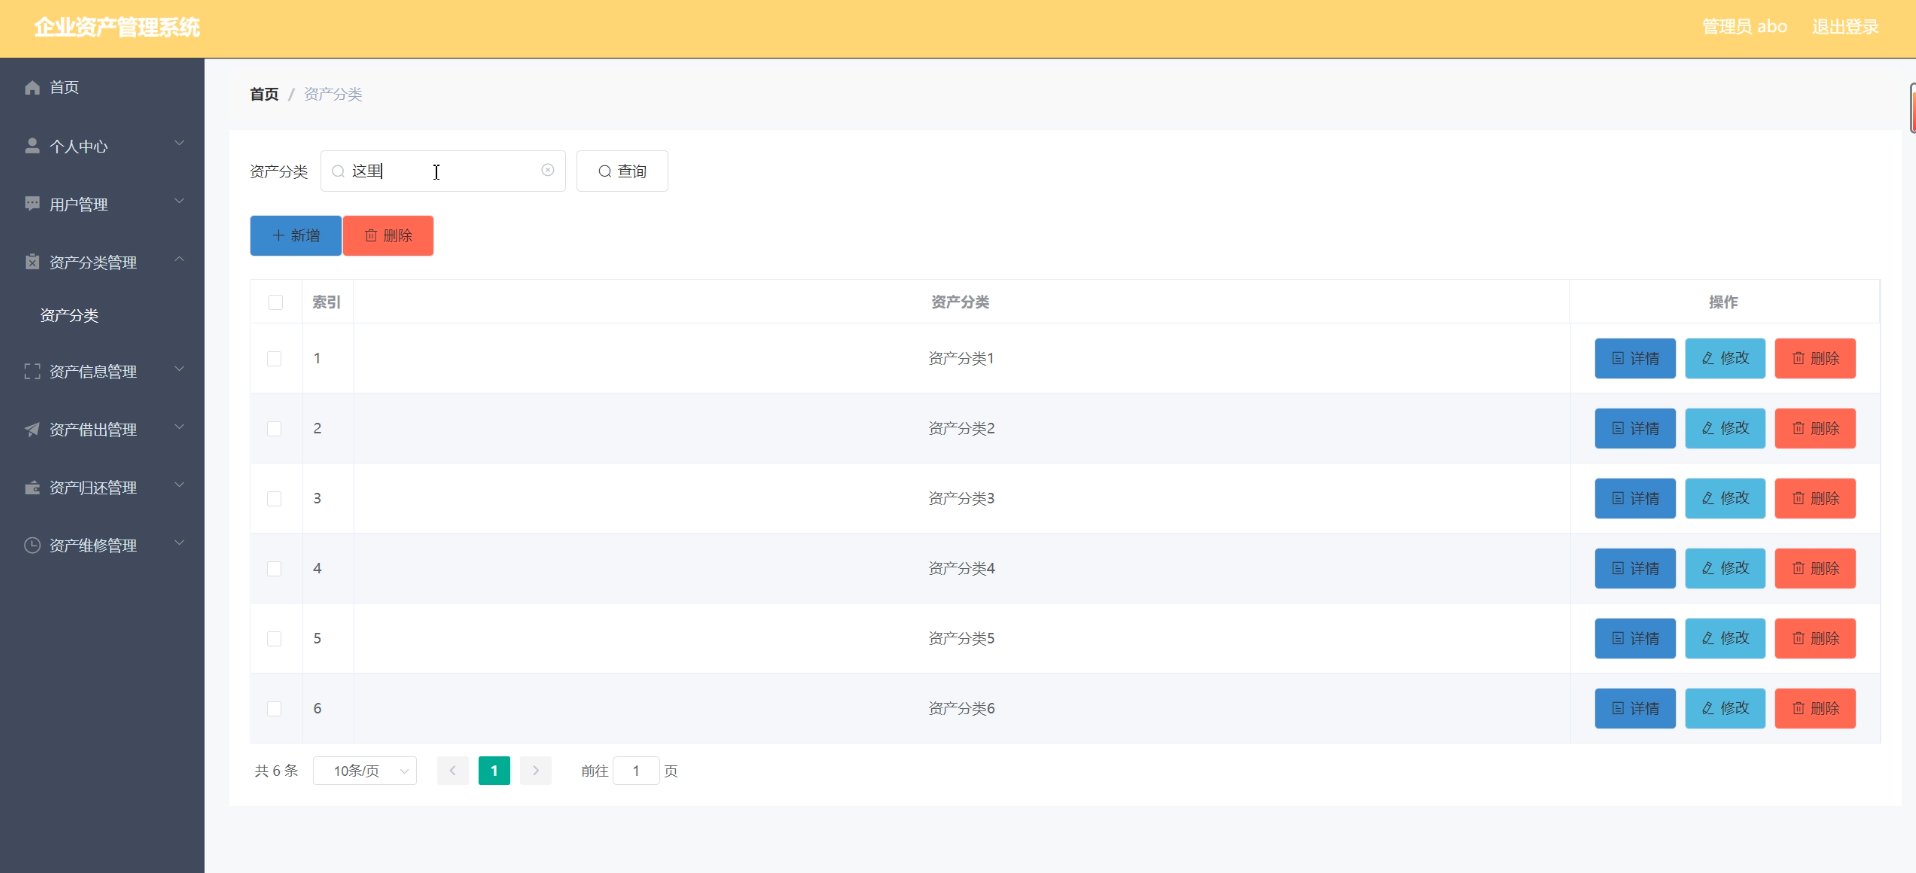 企业资产管理系统
管理员 abo 退出登录
首页
个人中心
用户管理
资产分类管理
资产分类
资产信息管理
资产借出管理
资产归还管理
资产维修管理
首页 / 资产分类
资产分类 这里 查询
新增 删除
索引 资产分类 操作
1 资产分类1 详情 修改 删除
2 资产分类2 详情 修改 删除
3 资产分类3 详情 修改 删除
4 资产分类4 详情 修改 删除
5 资产分类5 详情 修改 删除
6 资产分类6 详情 修改 删除
共 6 条 10条/页 1 前往 1 页